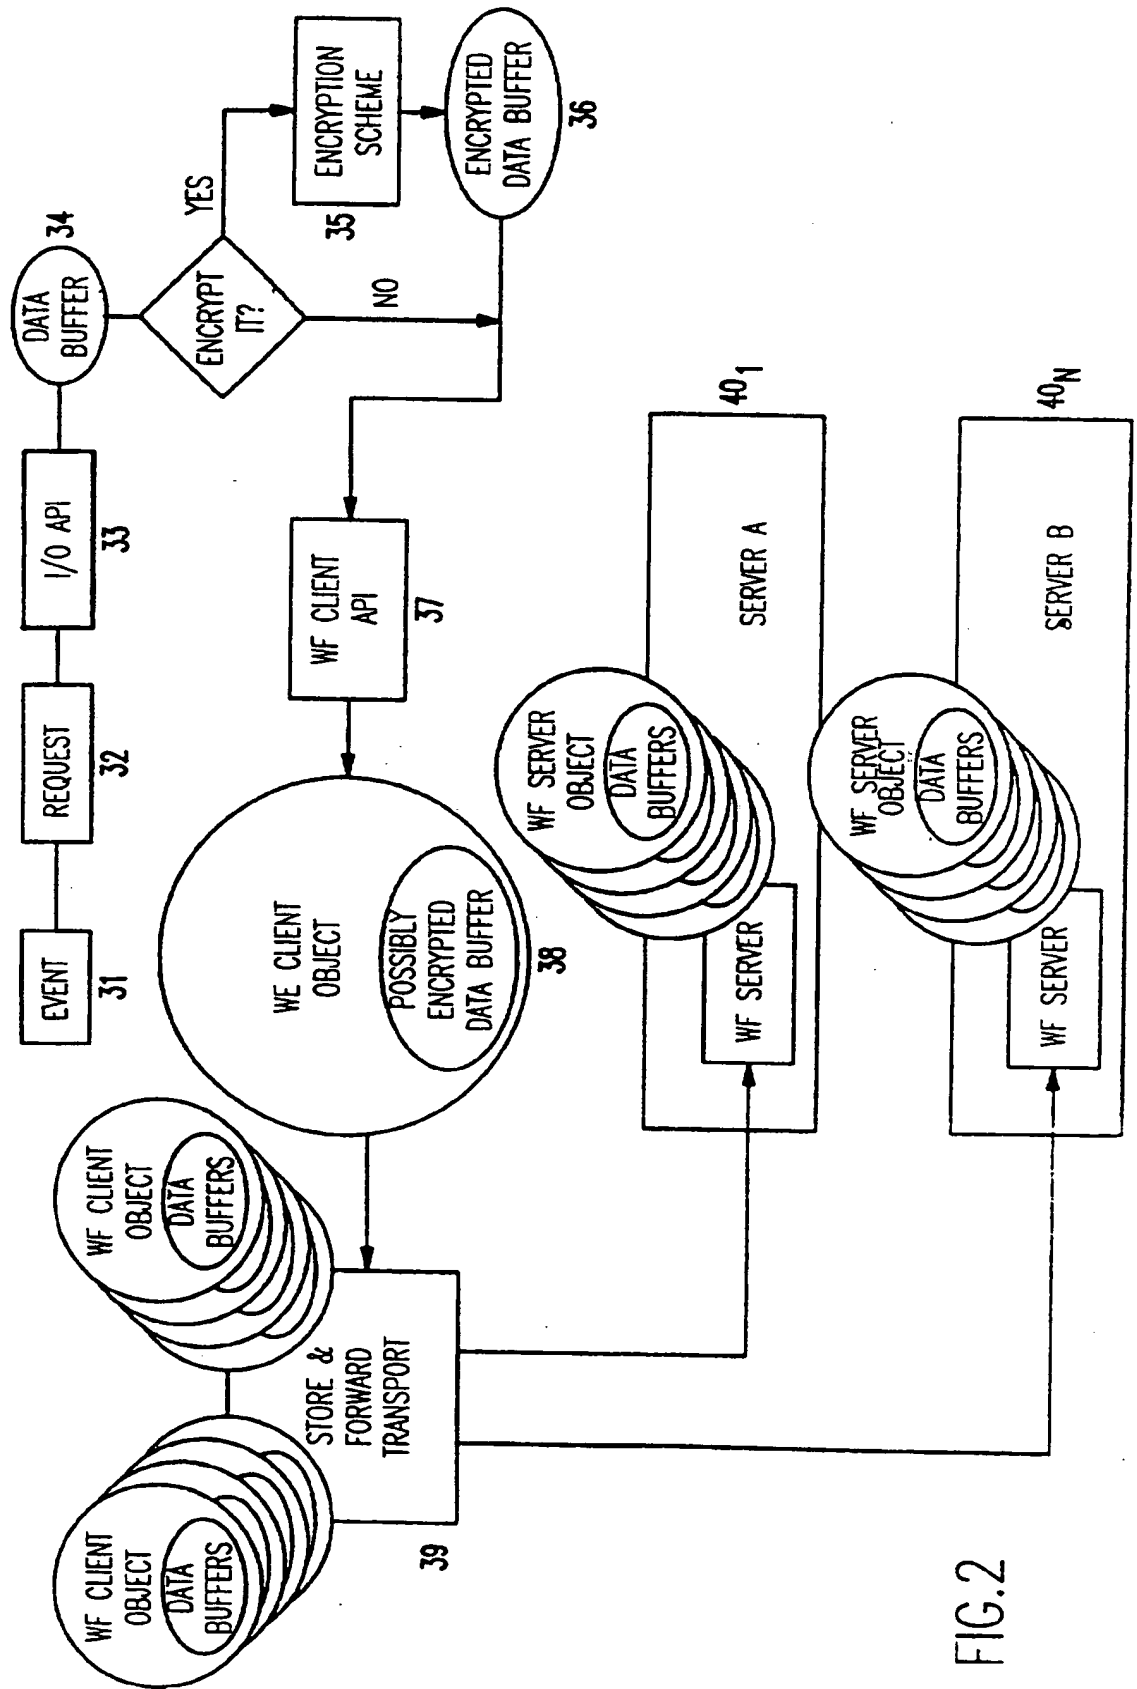 EVENT
31
REQUEST
32
I/O API
33
DATA
BUFFER
34
ENCRYPT
IT?
YES
NO
ENCRYPTION
SCHEME
35
ENCRYPTED
DATA BUFFER
36
WF CLIENT
API
37
WE CLIENT
OBJECT
POSSIBLY
ENCRYPTED
DATA BUFFER
38
WF CLIENT
OBJECT
DATA
BUFFERS
WF CLIENT
OBJECT
DATA
BUFFERS
STORE &
FORWARD
TRANSPORT
39
WF SERVER
OBJECT
DATA
BUFFERS
WF SERVER
SERVER A
40₁
WF SERVER
OBJECT
DATA
BUFFERS
WF SERVER
SERVER B
40N
FIG.2